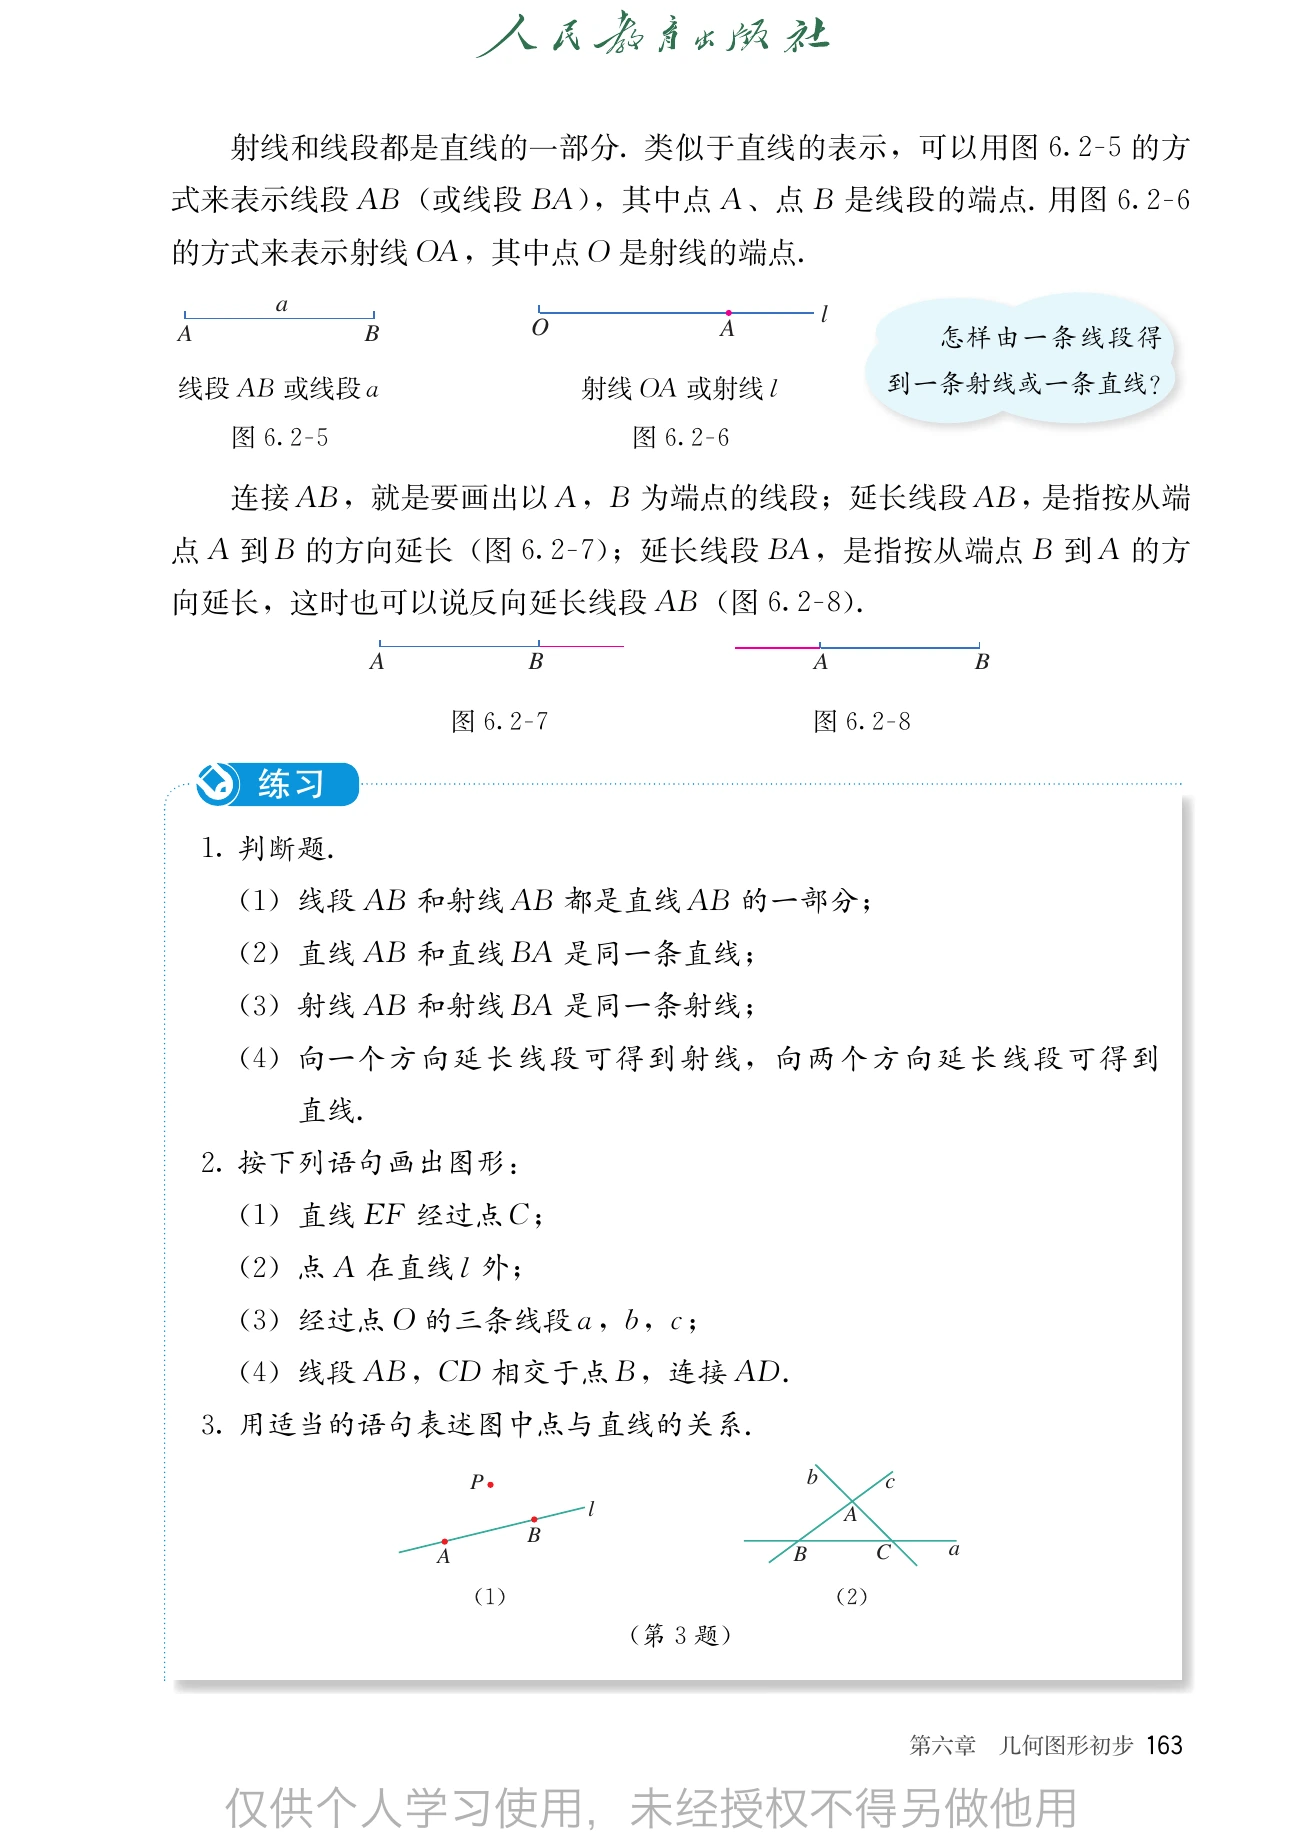 人民教育出版社
射线和线段都是直线的一部分. 类似于直线的表示，可以用图 6.2-5 的方
式来表示线段 AB（或线段 BA），其中点 A、点 B 是线段的端点. 用图 6.2-6
的方式来表示射线 OA，其中点 O 是射线的端点.
a
A B
线段 AB 或线段 a
图 6.2-5
O A l
射线 OA 或射线 l
图 6.2-6
怎样由一条线段得
到一条射线或一条直线?
连接 AB，就是要画出以 A，B 为端点的线段；延长线段 AB，是指按从端
点 A 到 B 的方向延长（图 6.2-7）；延长线段 BA，是指按从端点 B 到 A 的方
向延长，这时也可以说反向延长线段 AB（图 6.2-8）.
A B
图 6.2-7
A B
图 6.2-8
练习
1. 判断题.
（1）线段 AB 和射线 AB 都是直线 AB 的一部分；
（2）直线 AB 和直线 BA 是同一条直线；
（3）射线 AB 和射线 BA 是同一条射线；
（4）向一个方向延长线段可得到射线，向两个方向延长线段可得到
直线.
2. 按下列语句画出图形：
（1）直线 EF 经过点 C；
（2）点 A 在直线 l 外；
（3）经过点 O 的三条线段 a，b，c；
（4）线段 AB，CD 相交于点 B，连接 AD.
3. 用适当的语句表述图中点与直线的关系.
P
l
B
A
（1）
b c
A
B C a
（2）
（第 3 题）
第六章 几何图形初步 163
仅供个人学习使用，未经授权不得另做他用